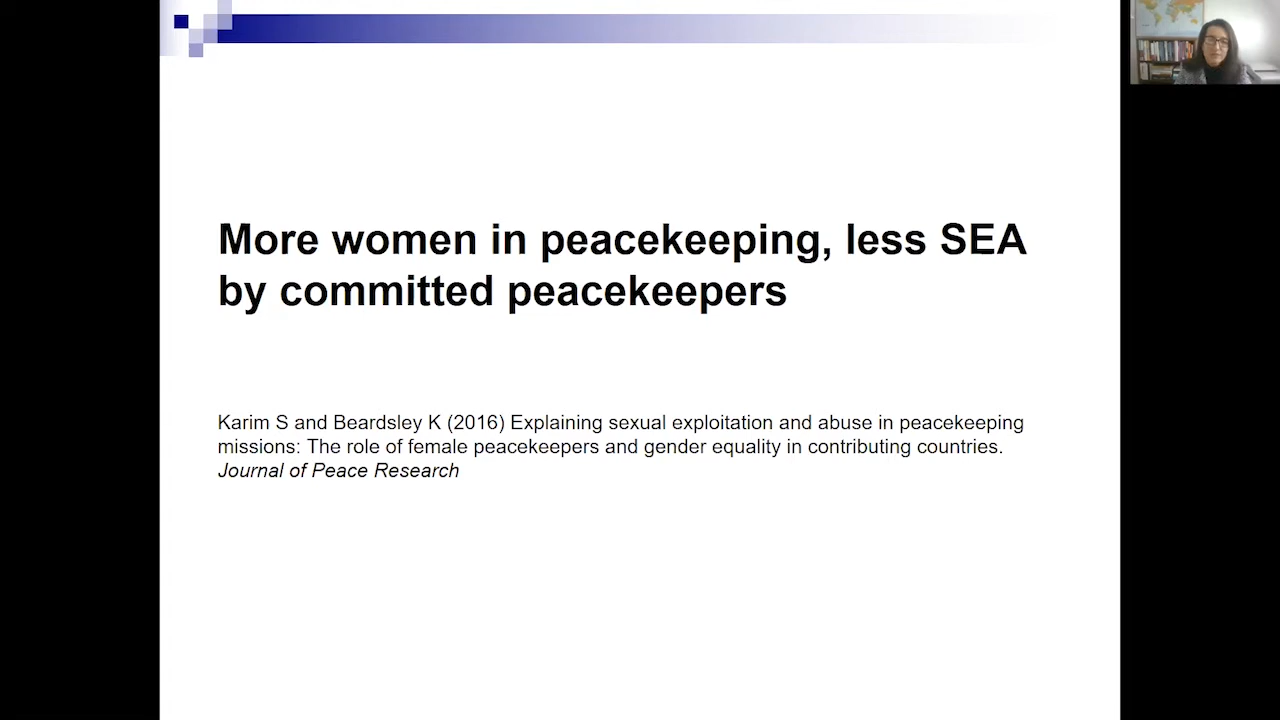 More women in peacekeeping, less SEA
by committed peacekeepers
Karim S and Beardsley K (2016) Explaining sexual exploitation and abuse in peacekeeping
missions: The role of female peacekeepers and gender equality in contributing countries.
Journal of Peace Research